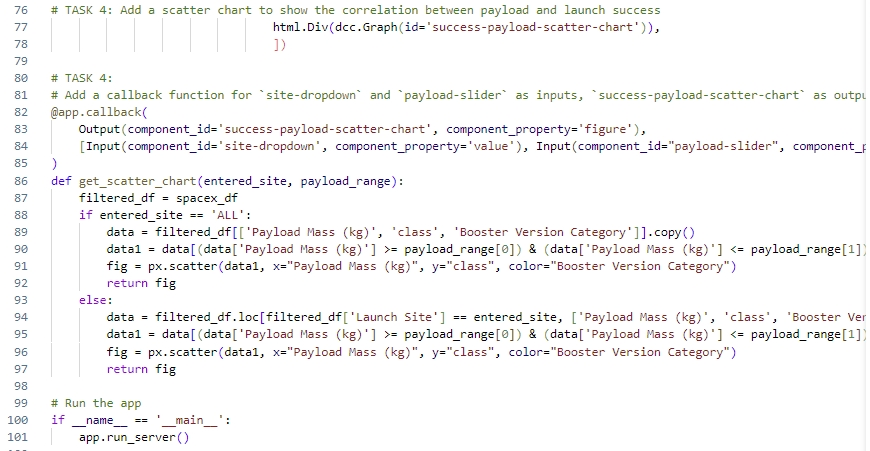 76 # TASK 4: Add a scatter chart to show the correlation between payload and launch success
77 html.Div(dcc.Graph(id='success-payload-scatter-chart')),
78 ])
79
80 # TASK 4:
81 # Add a callback function for `site-dropdown` and `payload-slider` as inputs, `success-payload-scatter-chart` as outpu
82 @app.callback(
83 Output(component_id='success-payload-scatter-chart', component_property='figure'),
84 [Input(component_id='site-dropdown', component_property='value'), Input(component_id="payload-slider", component_p
85 )
86 def get_scatter_chart(entered_site, payload_range):
87 filtered_df = spacex_df
88 if entered_site == 'ALL':
89 data = filtered_df[['Payload Mass (kg)', 'class', 'Booster Version Category']].copy()
90 data1 = data[(data['Payload Mass (kg)'] >= payload_range[0]) & (data['Payload Mass (kg)'] <= payload_range[1])
91 fig = px.scatter(data1, x="Payload Mass (kg)", y="class", color="Booster Version Category")
92 return fig
93 else:
94 data = filtered_df.loc[filtered_df['Launch Site'] == entered_site, ['Payload Mass (kg)', 'class', 'Booster Ver
95 data1 = data[(data['Payload Mass (kg)'] >= payload_range[0]) & (data['Payload Mass (kg)'] <= payload_range[1])
96 fig = px.scatter(data1, x="Payload Mass (kg)", y="class", color="Booster Version Category")
97 return fig
98
99 # Run the app
100 if __name__ == '__main__':
101 app.run_server()